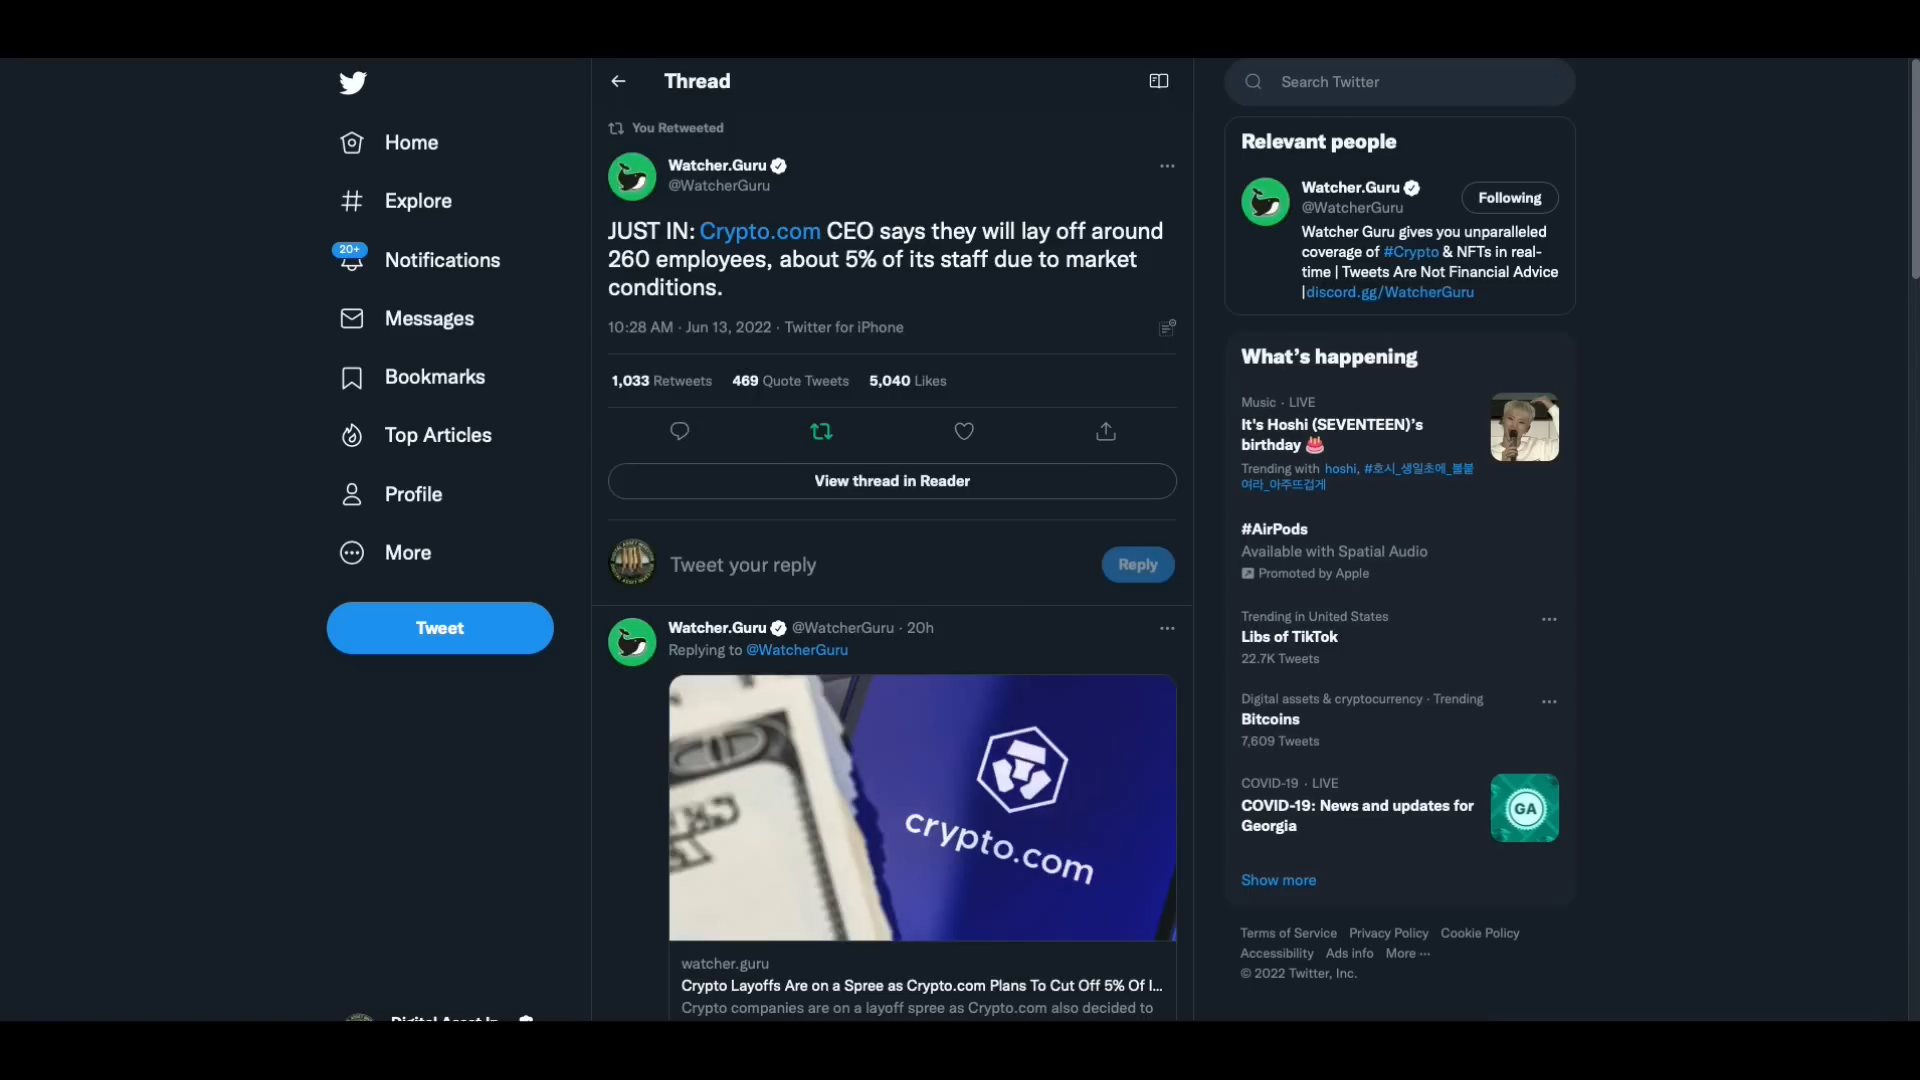 Home
Explore
20+
Notifications
Messages
Bookmarks
Top Articles
Profile
More
Tweet
Thread
You Retweeted
Watcher.Guru
@WatcherGuru
JUST IN: Crypto.com CEO says they will lay off around
260 employees, about 5% of its staff due to market
conditions.
10:28 AM · Jun 13, 2022 · Twitter for iPhone
1,033 Retweets 469 Quote Tweets 5,040 Likes
View thread in Reader
Tweet your reply
Reply
Watcher.Guru @WatcherGuru · 20h
Replying to @WatcherGuru
crypto.com
watcher.guru
Crypto Layoffs Are on a Spree as Crypto.com Plans To Cut Off 5% Of I...
Crypto companies are on a layoff spree as Crypto.com also decided to
Search Twitter
Relevant people
Watcher.Guru
@WatcherGuru
Following
Watcher Guru gives you unparalleled
coverage of #Crypto & NFTs in real-
time | Tweets Are Not Financial Advice
|discord.gg/WatcherGuru
What's happening
Music · LIVE
It's Hoshi (SEVENTEEN)'s
birthday 🎂
Trending with hoshi, #호시_생일초에_불붙
여라_아주뜨겁게
#AirPods
Available with Spatial Audio
Promoted by Apple
Trending in United States
Libs of TikTok
22.7K Tweets
Digital assets & cryptocurrency · Trending
Bitcoins
7,609 Tweets
COVID-19 · LIVE
COVID-19: News and updates for
Georgia
GA
Show more
Terms of Service Privacy Policy Cookie Policy
Accessibility Ads info More ···
© 2022 Twitter, Inc.